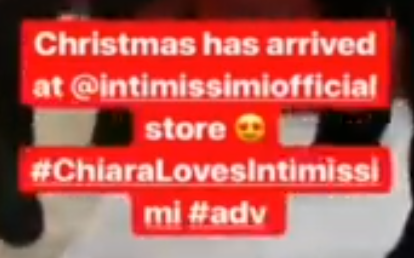 Christmas has arrived
at @intimissimiofficial
store 😍
#ChiaraLovesIntimissi
mi #adv